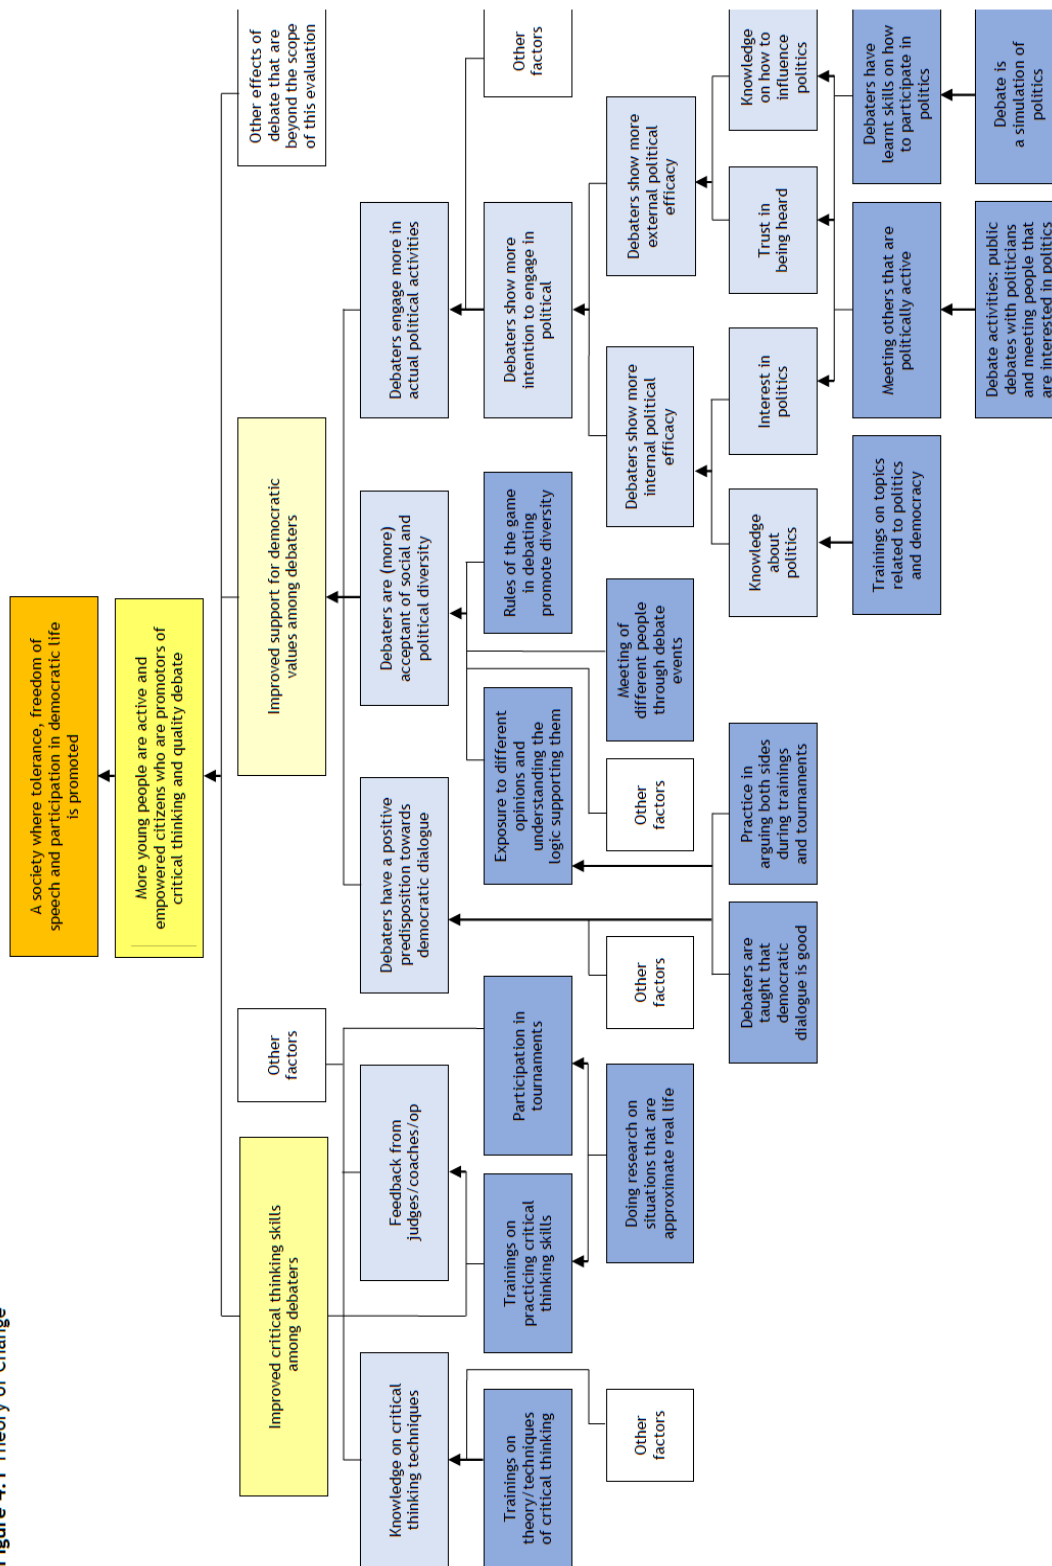 Figure 4.1 Theory of Change
A society where tolerance, freedom of
speech and participation in democratic life
is promoted
More young people are active and
empowered citizens who are promotors of
critical thinking and quality debate
Improved critical thinking skills
among debaters
Other
factors
Improved support for democratic
values among debaters
Other effects of
debate that are
beyond the scope
of this evaluation
Knowledge on critical
thinking techniques
Feedback from
judges/coaches/op
Debaters have a positive
predisposition towards
democratic dialogue
Debaters are (more)
acceptant of social and
political diversity
Debaters engage more in
actual political activities
Trainings on
theory/techniques
of critical thinking
Trainings on
practicing critical
thinking skills
Participation in
tournaments
Exposure to different
opinions and
understanding the
logic supporting them
Rules of the game
in debating
promote diversity
Debaters show more
intention to engage in
political
Other
factors
Other
factors
Doing research on
situations that are
approximate real life
Other
factors
Other
factors
Meeting of
different people
through debate
events
Debaters show more
internal political
efficacy
Debaters show more
external political
efficacy
Debaters are
taught that
democratic
dialogue is good
Practice in
arguing both sides
during trainings
and tournaments
Knowledge
about
politics
Interest in
politics
Trust in
being heard
Knowledge
on how to
influence
politics
Trainings on topics
related to politics
and democracy
Meeting others that are
politically active
Debaters have
learnt skills on how
to participate in
politics
Debate activities: public
debates with politicians
and meeting people that
are interested in politics
Debate is
a simulation of
politics